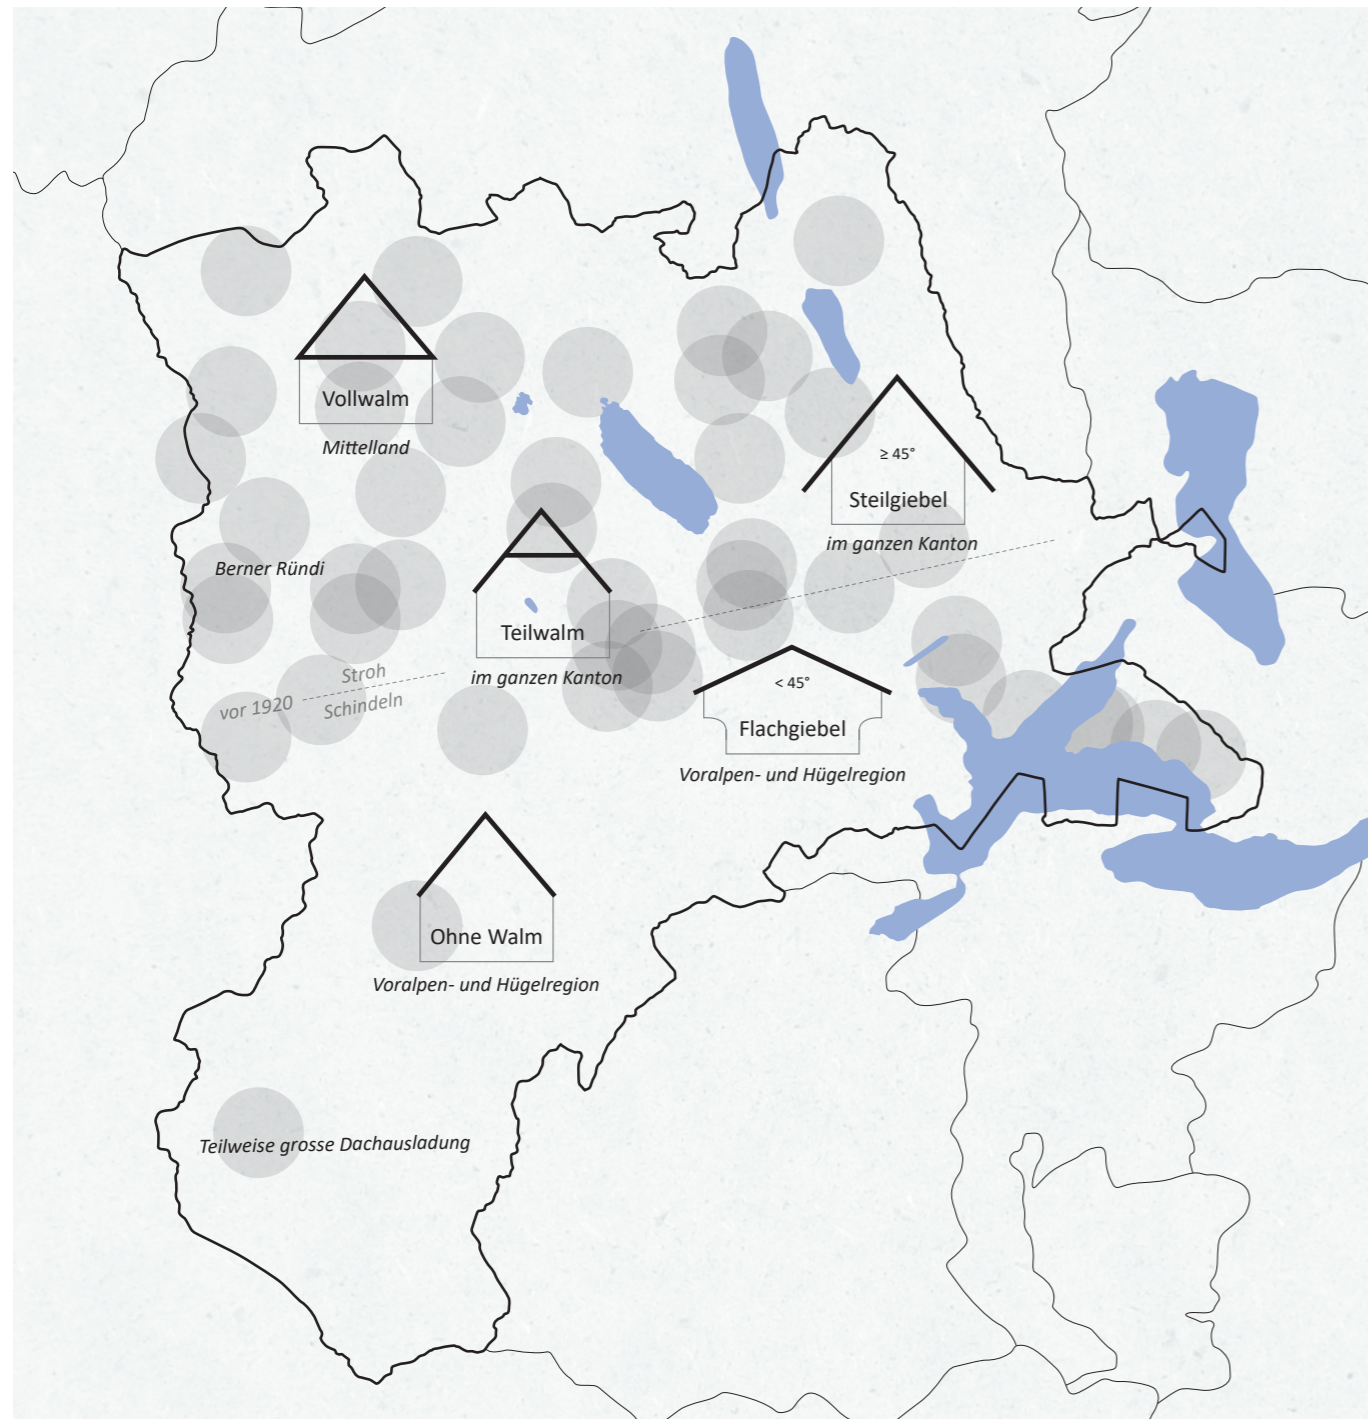 Vollwalm
Mittelland
≥ 45°
Steilgiebel
im ganzen Kanton
Berner Ründi
Teilwalm
im ganzen Kanton
Stroh
vor 1920
Schindeln
< 45°
Flachgiebel
Voralpen- und Hügelregion
Ohne Walm
Voralpen- und Hügelregion
Teilweise grosse Dachausladung